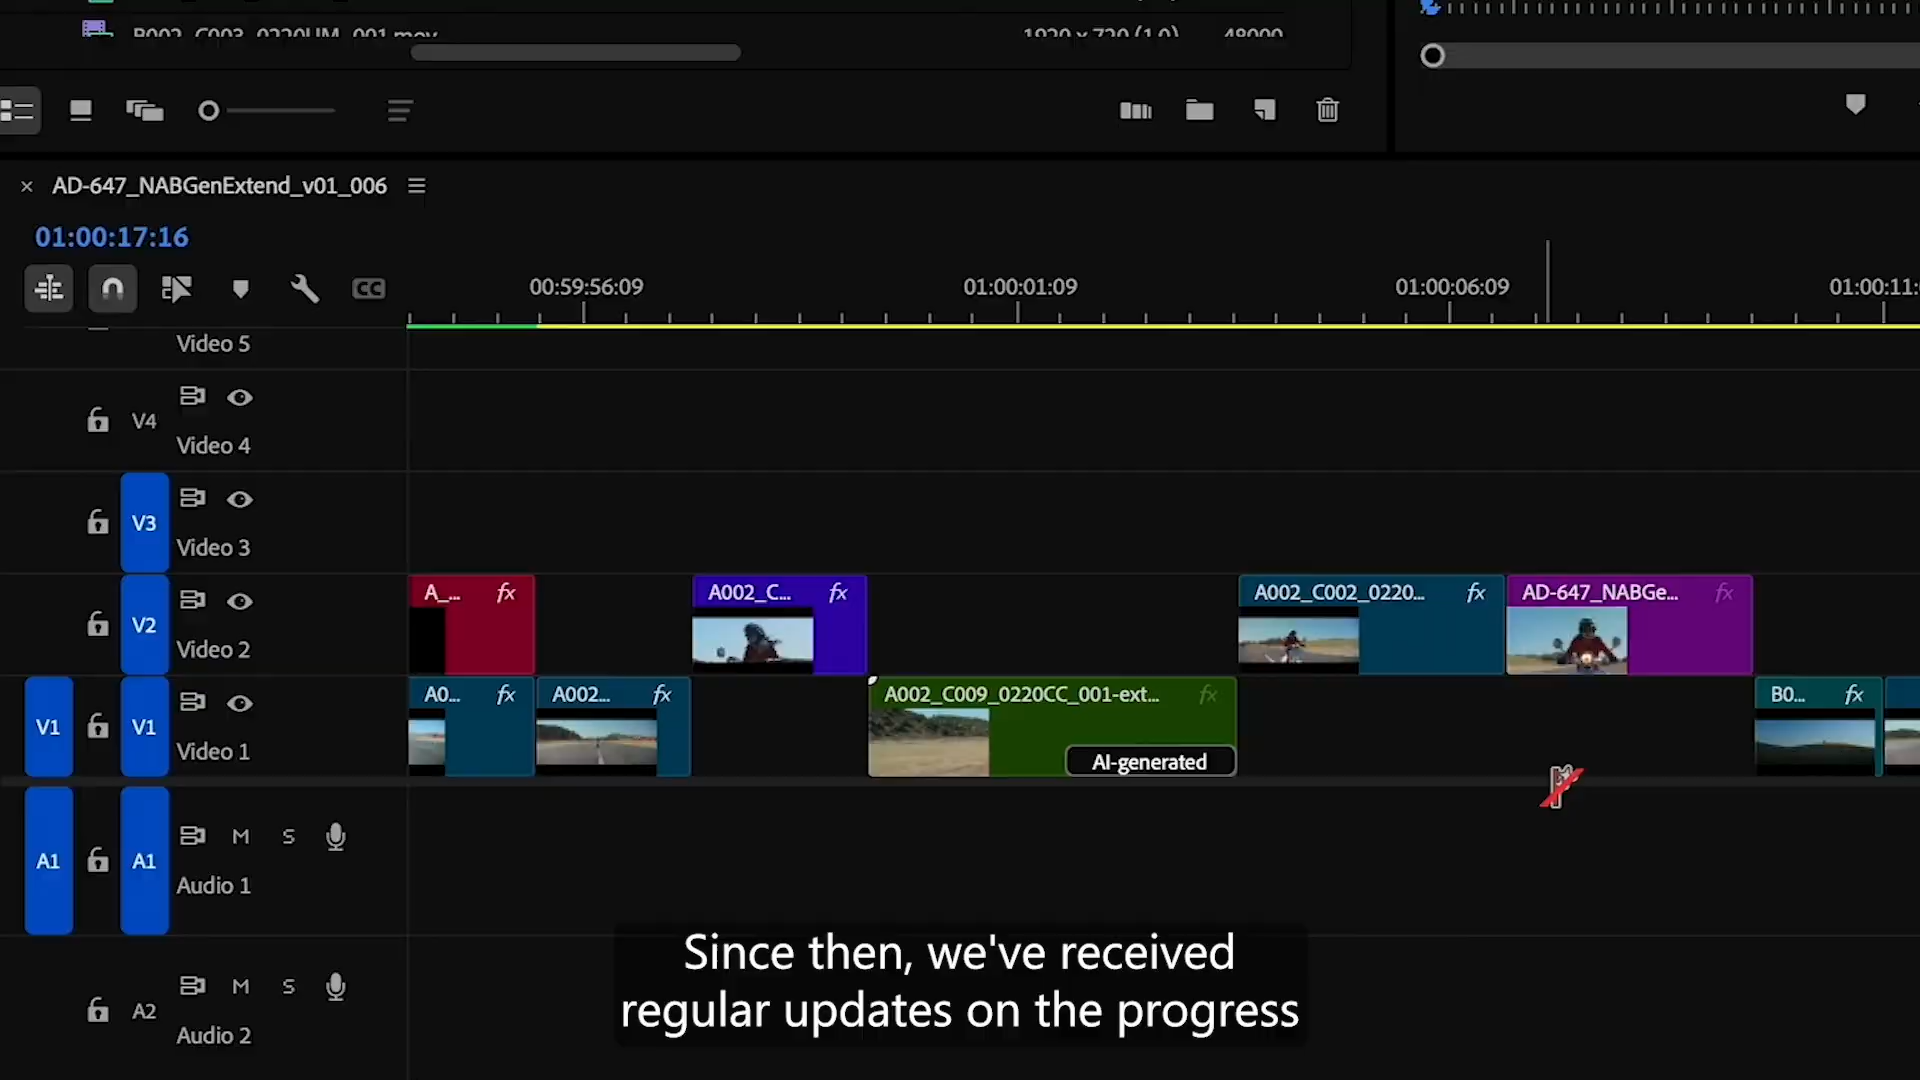 B002_C003_0220UM_001.mov 1920 x 720 (1.0) 48000
AD-647_NABGenExtend_v01_006
01:00:17:16
CC 00:59:56:09 01:00:01:09 01:00:06:09 01:00:11:
Video 5
V4
Video 4
V3
Video 3
A_... fx A002_C... fx A002_C002_0220... fx AD-647_NABGe... fx
V2
Video 2
A0... fx A002... fx A002_C009_0220CC_001-ext... fx B0... fx
V1 V1
Video 1
AI-generated
M S
A1 A1
Audio 1
Since then, we've received
regular updates on the progress
M S
A2
Audio 2